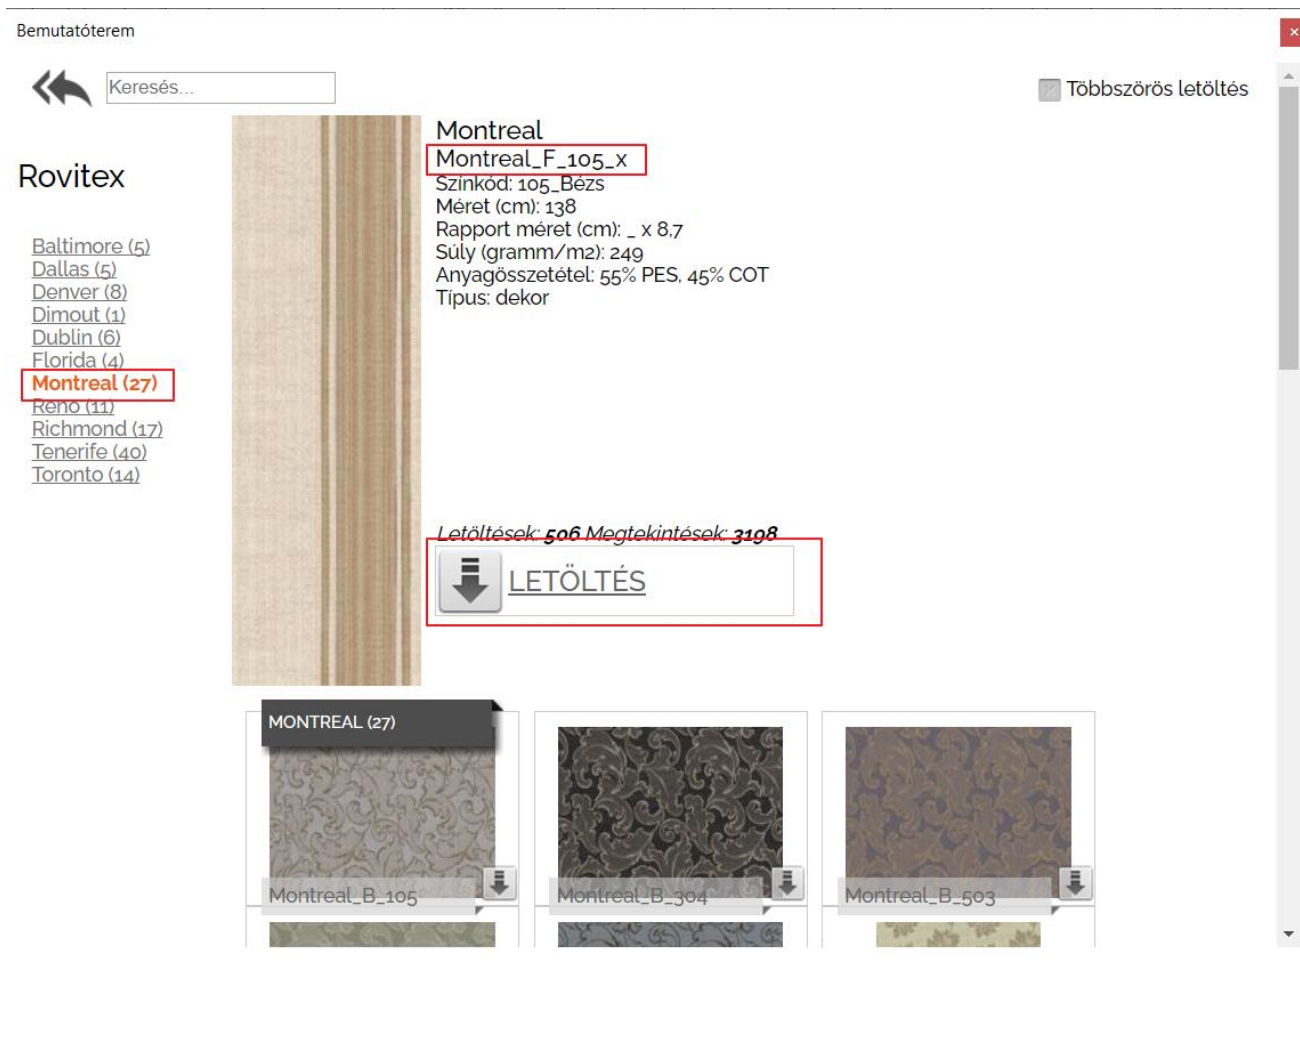 Bemutatóterem
Keresés...
Többszörös letöltés
Rovitex
Baltimore (5)
Dallas (5)
Denver (8)
Dimout (1)
Dublin (6)
Florida (4)
Montreal (27)
Reno (11)
Richmond (17)
Tenerife (40)
Toronto (14)
Montreal
Montreal_F_105_x
Színkód: 105_Bézs
Méret (cm): 138
Rapport méret (cm): _ x 8,7
Súly (gramm/m2): 249
Anyagösszetétel: 55% PES, 45% COT
Típus: dekor
Letöltések: 506 Megtekintések: 3198
LETÖLTÉS
MONTREAL (27)
Montreal_B_105
Montreal_B_304
Montreal_B_503